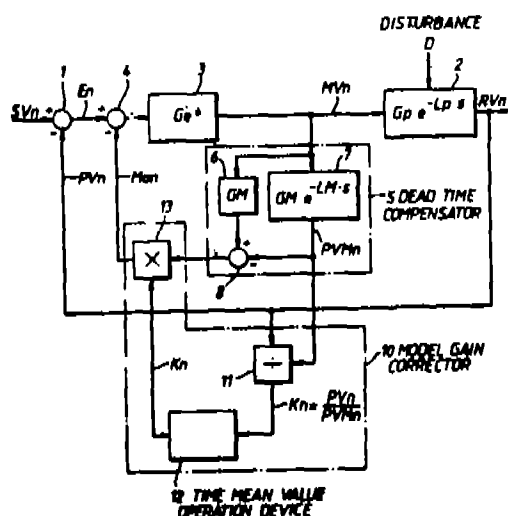 DISTURBANCE
D
1
En
4
3
MVn
2
SVn
+
-
+
-
Gc*
Gp e^-Lp·s
RVn
PVn
Man
6
GM
7
GM e^-LM·s
5 DEAD TIME
COMPENSATOR
13
×
+
-
8
PVMn
Kn
11
÷
10 MODEL GAIN
CORRECTOR
Kn = PVn
PVMn
12 TIME MEAN VALUE
OPERATION DEVICE